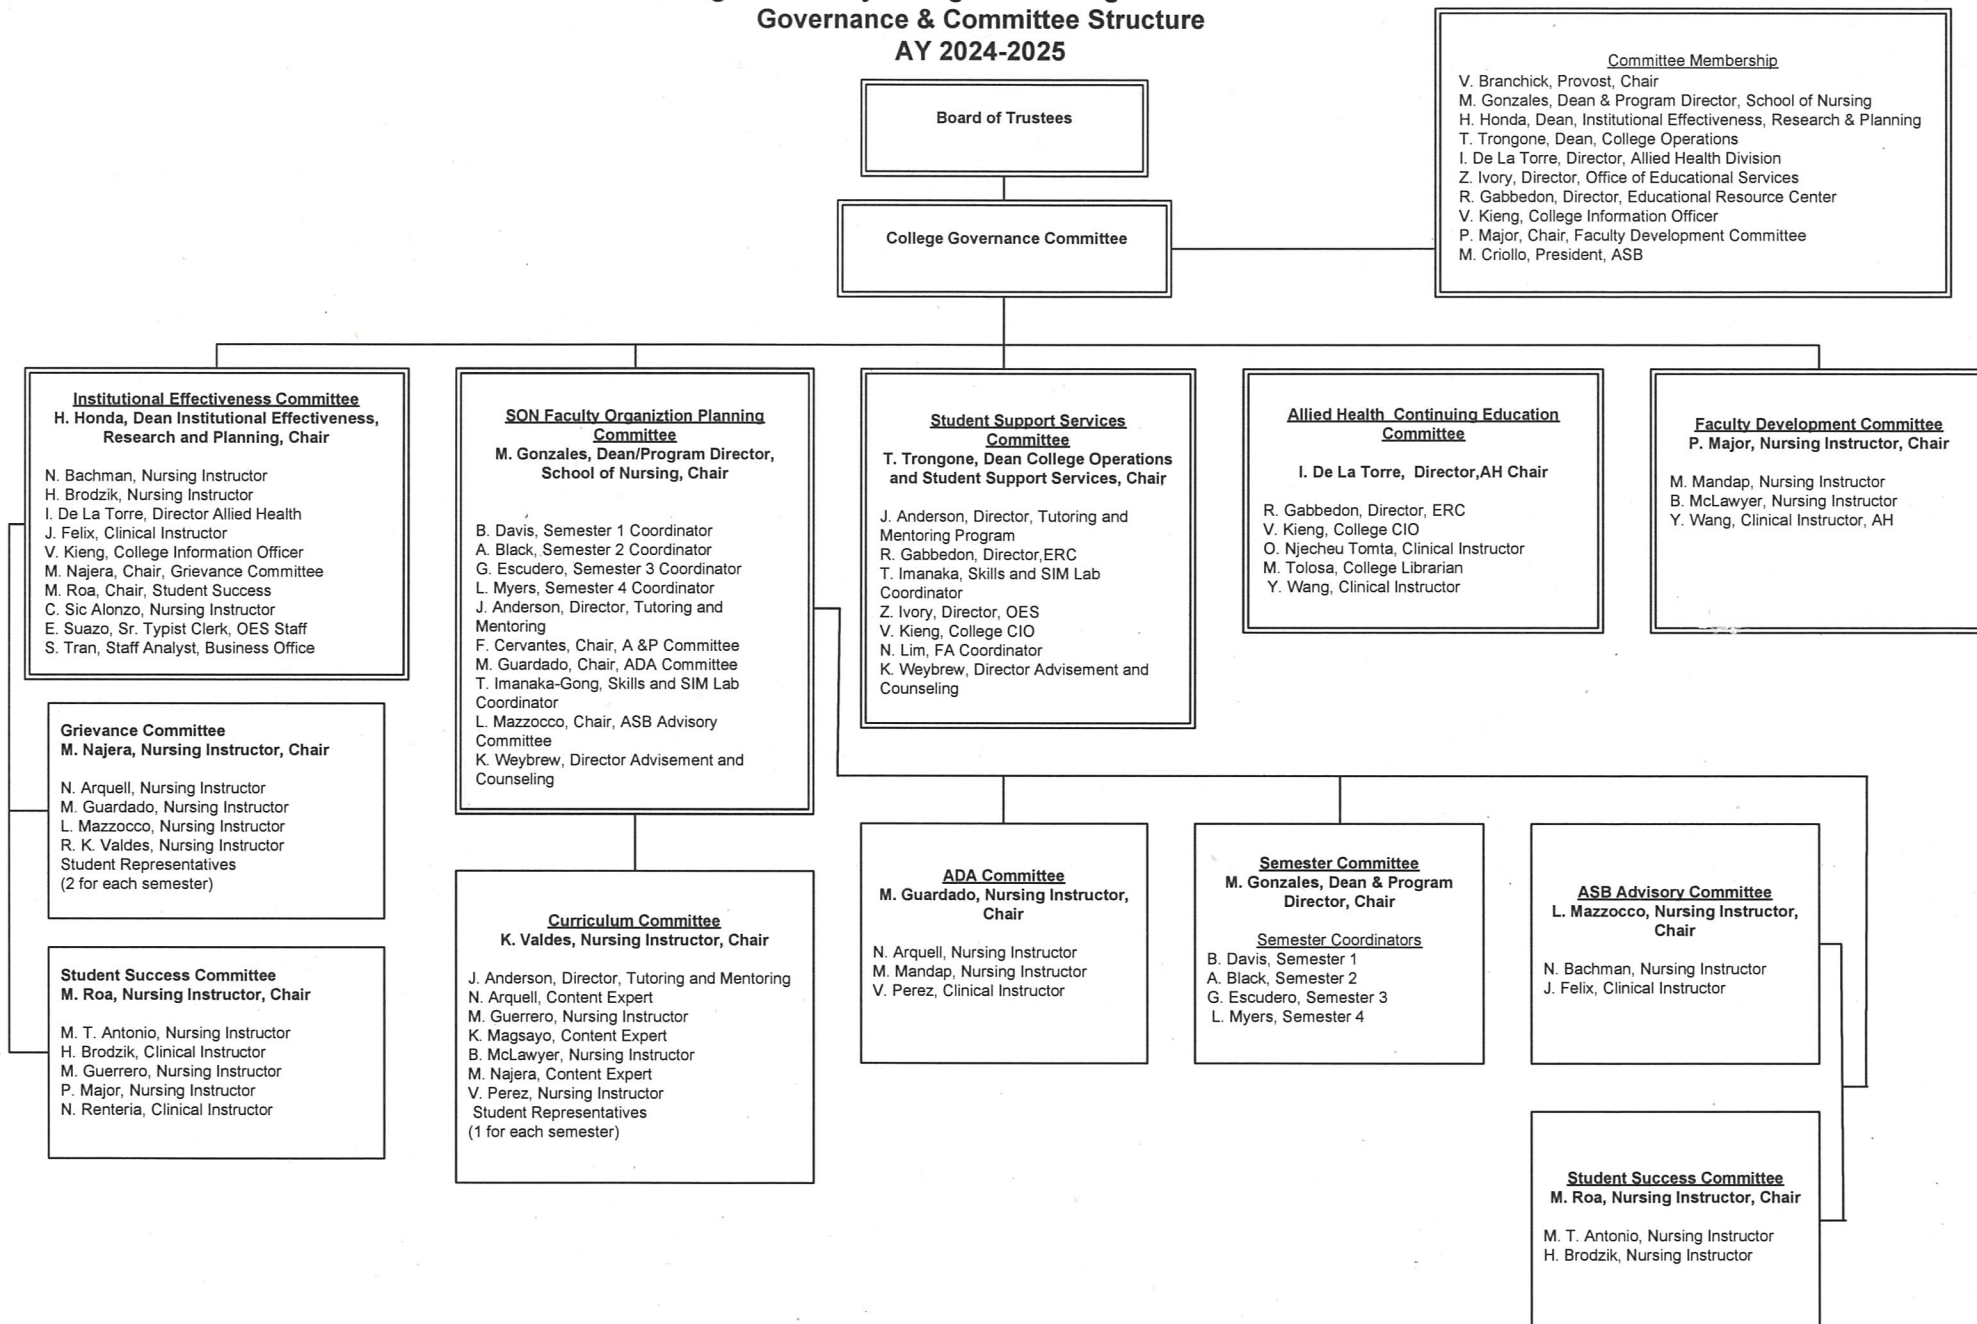 Governance & Committee Structure
AY 2024-2025
Board of Trustees
College Governance Committee
Committee Membership
V. Branchick, Provost, Chair
M. Gonzales, Dean & Program Director, School of Nursing
H. Honda, Dean, Institutional Effectiveness, Research & Planning
T. Trongone, Dean, College Operations
I. De La Torre, Director, Allied Health Division
Z. Ivory, Director, Office of Educational Services
R. Gabbedon, Director, Educational Resource Center
V. Kieng, College Information Officer
P. Major, Chair, Faculty Development Committee
M. Criollo, President, ASB
Institutional Effectiveness Committee
H. Honda, Dean Institutional Effectiveness,
Research and Planning, Chair
N. Bachman, Nursing Instructor
H. Brodzik, Nursing Instructor
I. De La Torre, Director Allied Health
J. Felix, Clinical Instructor
V. Kieng, College Information Officer
M. Najera, Chair, Grievance Committee
M. Roa, Chair, Student Success
C. Sic Alonzo, Nursing Instructor
E. Suazo, Sr. Typist Clerk, OES Staff
S. Tran, Staff Analyst, Business Office
SON Faculty Organiztion Planning
Committee
M. Gonzales, Dean/Program Director,
School of Nursing, Chair
B. Davis, Semester 1 Coordinator
A. Black, Semester 2 Coordinator
G. Escudero, Semester 3 Coordinator
L. Myers, Semester 4 Coordinator
J. Anderson, Director, Tutoring and
Mentoring
F. Cervantes, Chair, A &P Committee
M. Guardado, Chair, ADA Committee
T. Imanaka-Gong, Skills and SIM Lab
Coordinator
L. Mazzocco, Chair, ASB Advisory
Committee
K. Weybrew, Director Advisement and
Counseling
Student Support Services
Committee
T. Trongone, Dean College Operations
and Student Support Services, Chair
J. Anderson, Director, Tutoring and
Mentoring Program
R. Gabbedon, Director,ERC
T. Imanaka, Skills and SIM Lab
Coordinator
Z. Ivory, Director, OES
V. Kieng, College CIO
N. Lim, FA Coordinator
K. Weybrew, Director Advisement and
Counseling
Allied Health Continuing Education
Committee
I. De La Torre, Director,AH Chair
R. Gabbedon, Director, ERC
V. Kieng, College CIO
O. Njecheu Tomta, Clinical Instructor
M. Tolosa, College Librarian
Y. Wang, Clinical Instructor
Faculty Development Committee
P. Major, Nursing Instructor, Chair
M. Mandap, Nursing Instructor
B. McLawyer, Nursing Instructor
Y. Wang, Clinical Instructor, AH
Grievance Committee
M. Najera, Nursing Instructor, Chair
N. Arquell, Nursing Instructor
M. Guardado, Nursing Instructor
L. Mazzocco, Nursing Instructor
R. K. Valdes, Nursing Instructor
Student Representatives
(2 for each semester)
Student Success Committee
M. Roa, Nursing Instructor, Chair
M. T. Antonio, Nursing Instructor
H. Brodzik, Clinical Instructor
M. Guerrero, Nursing Instructor
P. Major, Nursing Instructor
N. Renteria, Clinical Instructor
Curriculum Committee
K. Valdes, Nursing Instructor, Chair
J. Anderson, Director, Tutoring and Mentoring
N. Arquell, Content Expert
M. Guerrero, Nursing Instructor
K. Magsayo, Content Expert
B. McLawyer, Nursing Instructor
M. Najera, Content Expert
V. Perez, Nursing Instructor
Student Representatives
(1 for each semester)
ADA Committee
M. Guardado, Nursing Instructor,
Chair
N. Arquell, Nursing Instructor
M. Mandap, Nursing Instructor
V. Perez, Clinical Instructor
Semester Committee
M. Gonzales, Dean & Program
Director, Chair
Semester Coordinators
B. Davis, Semester 1
A. Black, Semester 2
G. Escudero, Semester 3
L. Myers, Semester 4
ASB Advisory Committee
L. Mazzocco, Nursing Instructor,
Chair
N. Bachman, Nursing Instructor
J. Felix, Clinical Instructor
Student Success Committee
M. Roa, Nursing Instructor, Chair
M. T. Antonio, Nursing Instructor
H. Brodzik, Nursing Instructor